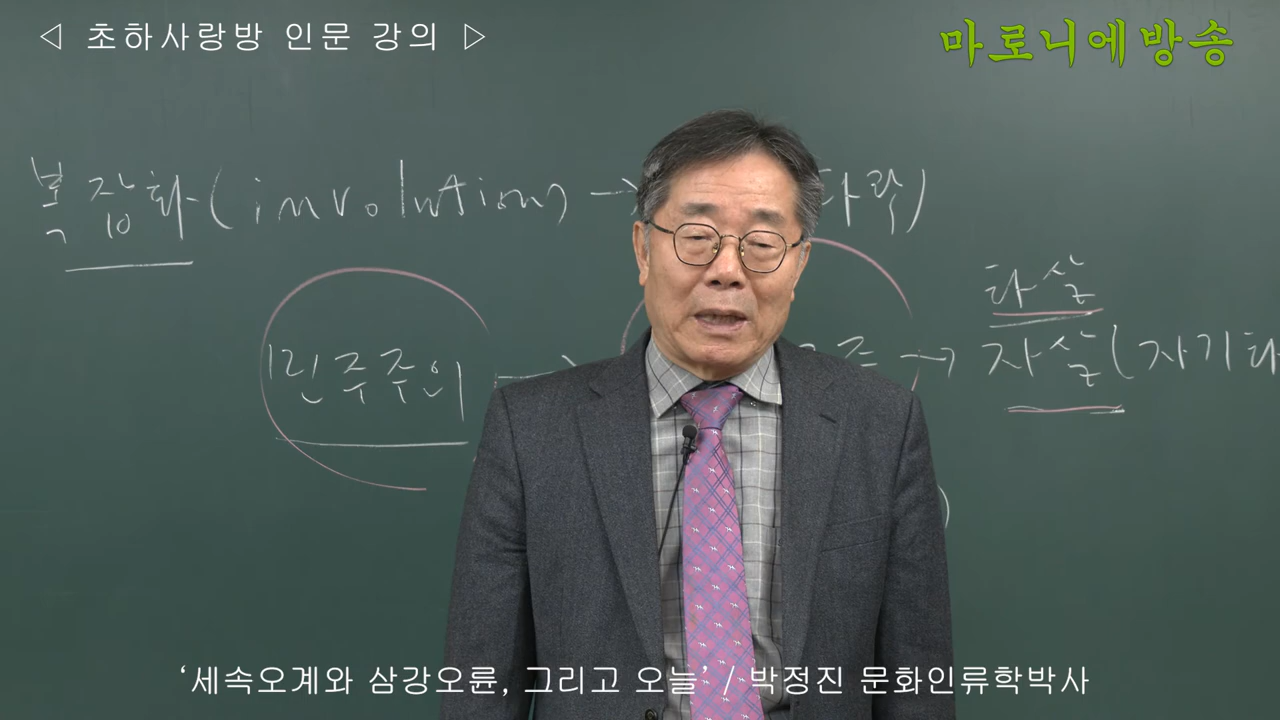 ◁ 초하사랑방 인문 강의 ▷
마로니에방송
복잡화(involution) → 타락)
타살
민주주의 → → 자살(자기
‘세속오계와 삼강오륜, 그리고 오늘’ / 박정진 문화인류학박사